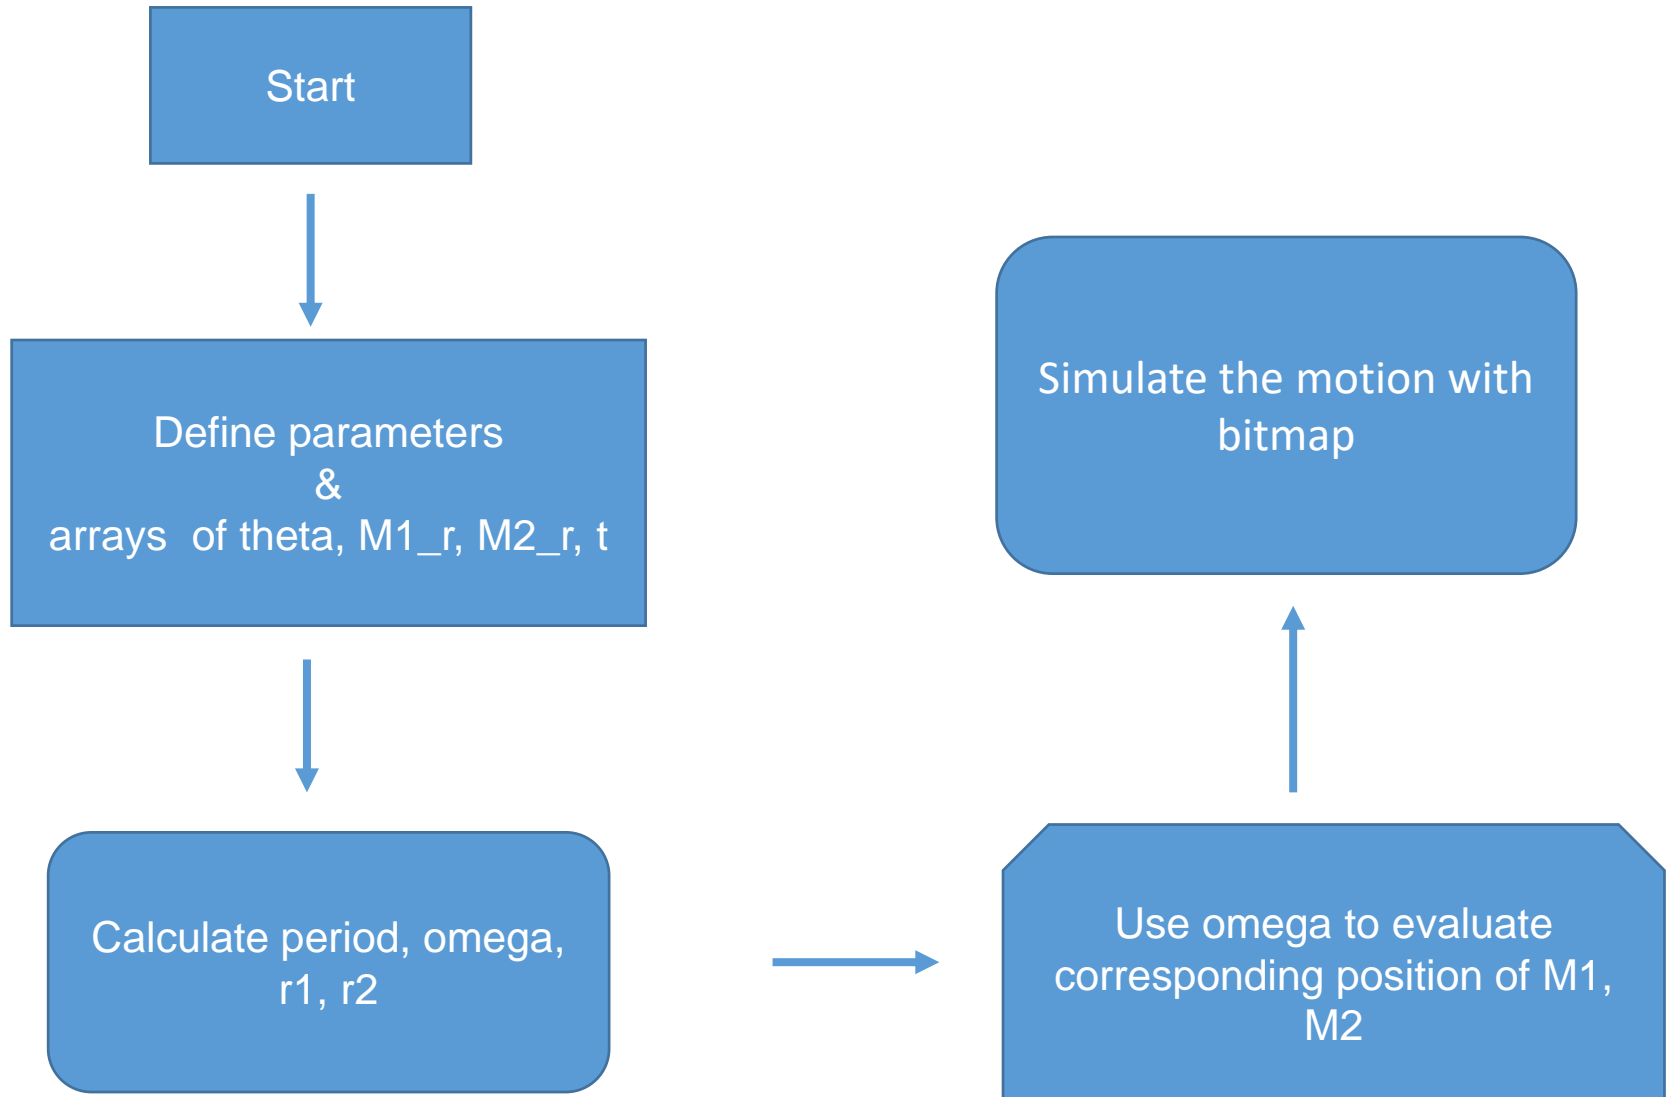 Start
Define parameters
&
arrays  of theta, M1_r, M2_r, t
Calculate period, omega,
r1, r2
Use omega to evaluate
corresponding position of M1,
M2
Simulate the motion with
bitmap